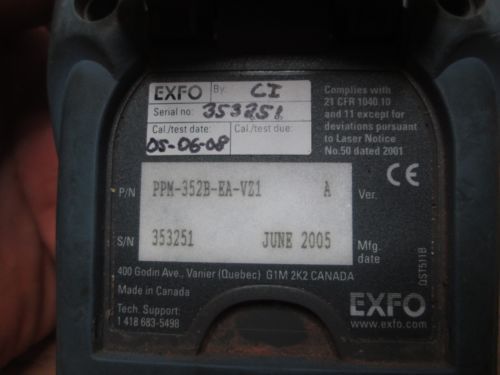 EXFO By: CI
Serial no: 353251
Cal./test date: Cal./test due:
05-06-08
Complies with
21 CFR 1040.10
and 11 except for
deviations pursuant
to Laser Notice
No.50 dated 2001
CE
P/N PPM-352B-EA-VZ1 A Ver.
S/N 353251 JUNE 2005 Mfg. date
400 Godin Ave., Vanier (Quebec) G1M 2K2 CANADA
Made in Canada
Tech. Support:
1 418 683-5498
EXFO
www.exfo.com